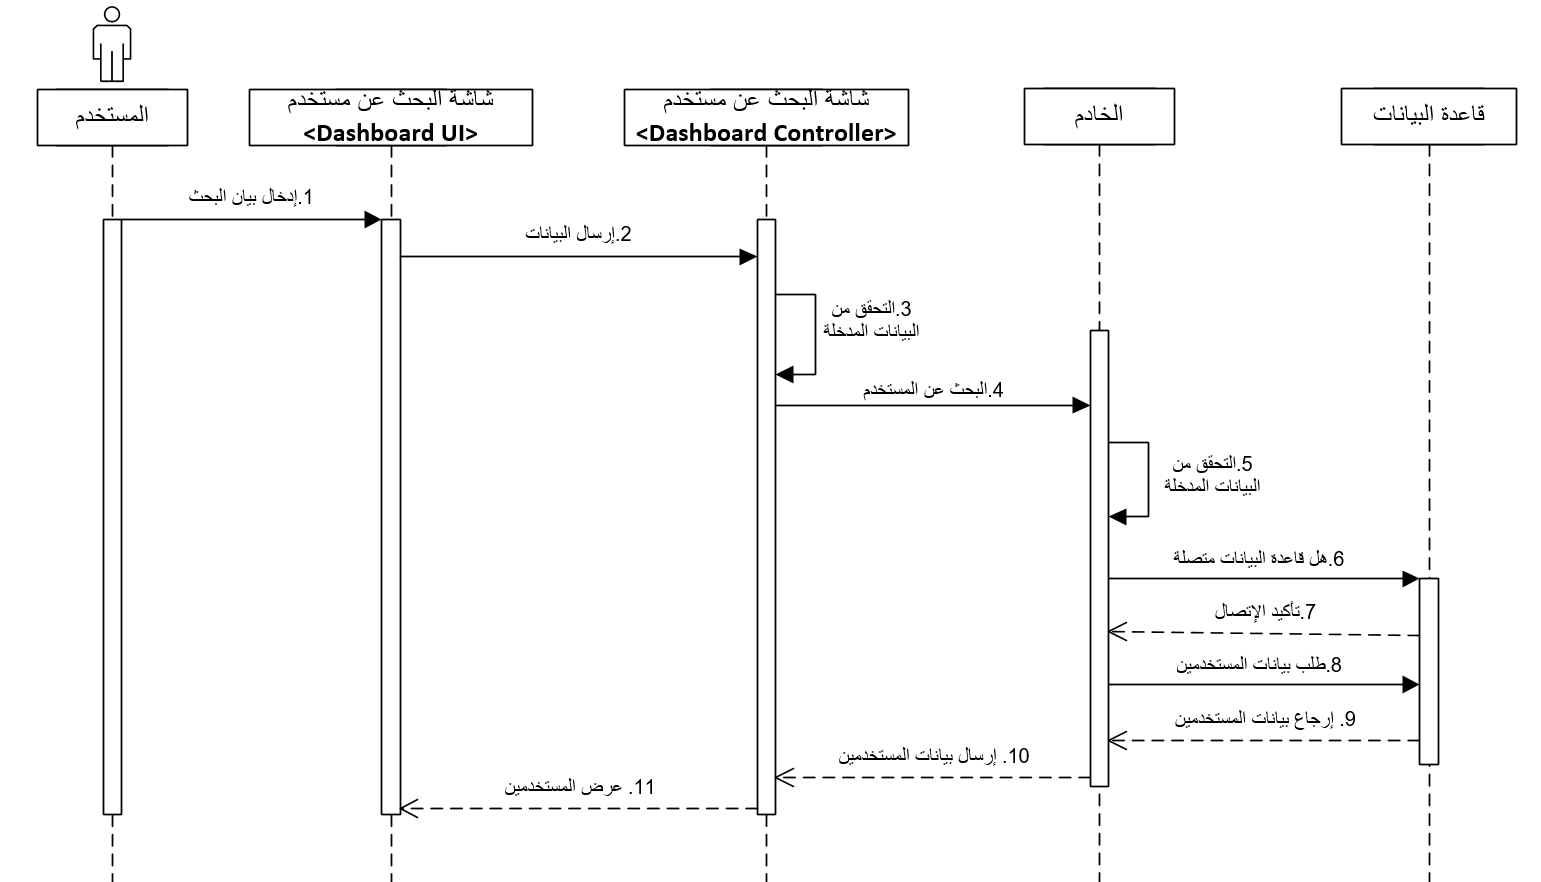 المستخدم
شاشة البحث عن مستخدم
<Dashboard UI>
شاشة البحث عن مستخدم
<Dashboard Controller>
الخادم
قاعدة البيانات
1.إدخال بيان البحث
2.إرسال البيانات
3.التحقق من
البيانات المدخلة
4.البحث عن المستخدم
5.التحقق من
البيانات المدخلة
6.هل قاعدة البيانات متصلة
7.تأكيد الإتصال
8.طلب بيانات المستخدمين
9. إرجاع بيانات المستخدمين
10. إرسال بيانات المستخدمين
11. عرض المستخدمين